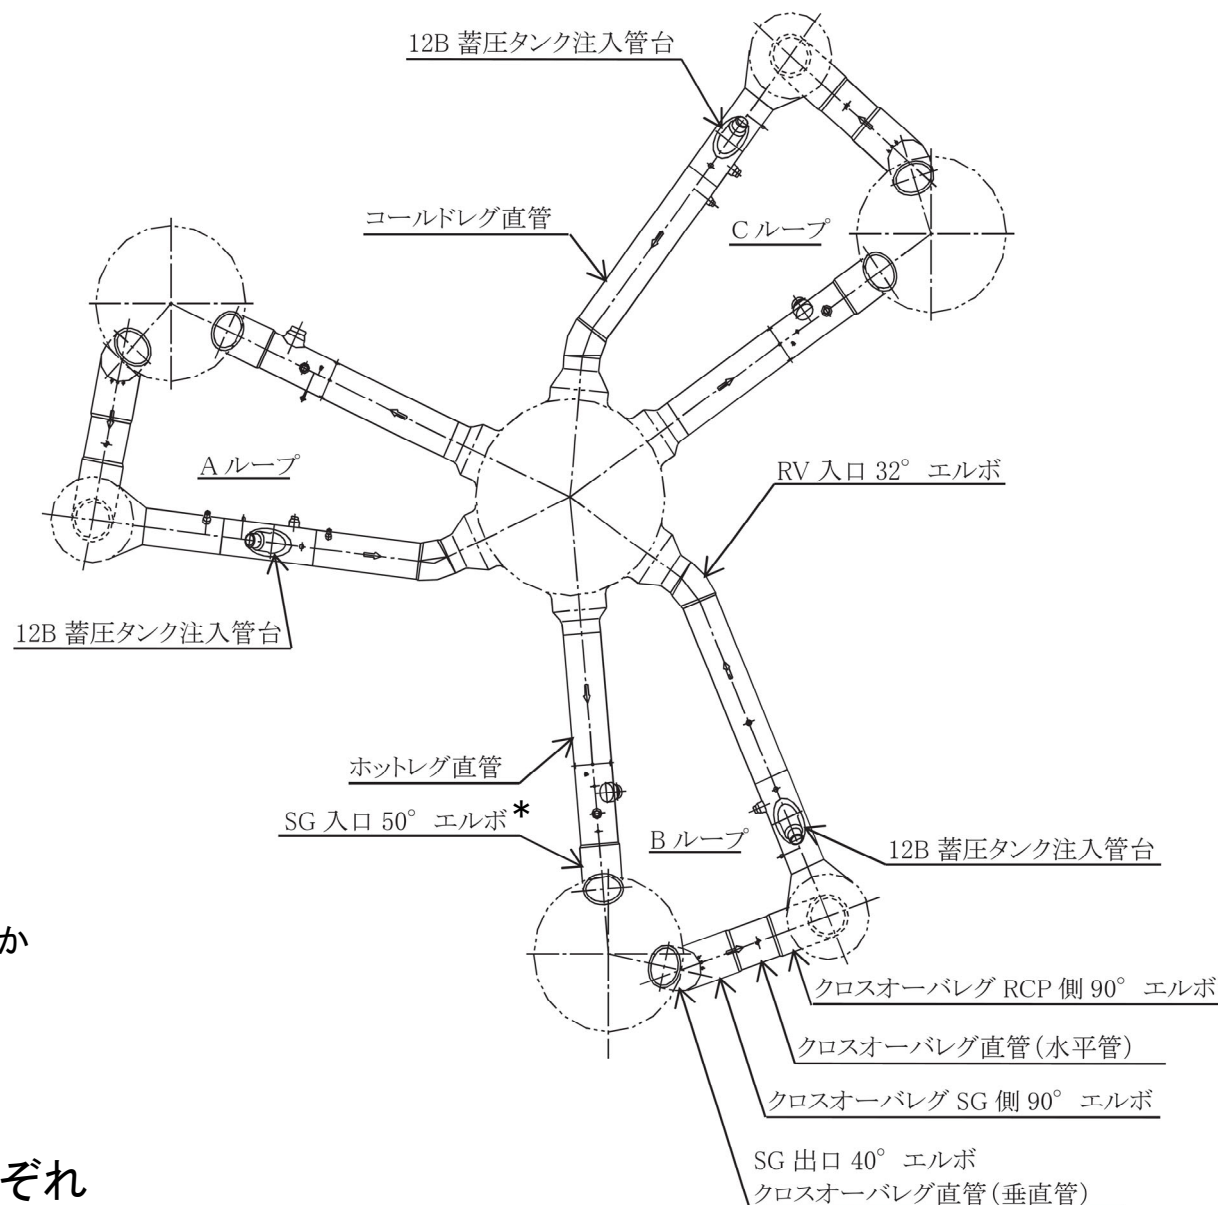 12B 蓄圧タンク注入管台
コールドレグ直管
C ループ
A ループ
RV 入口 32° エルボ
12B 蓄圧タンク注入管台
ホットレグ直管
SG 入口 50° エルボ*
B ループ
12B 蓄圧タンク注入管台
か
クロスオーバレグ RCP 側 90° エルボ
クロスオーバレグ直管(水平管)
クロスオーバレグ SG 側 90° エルボ
SG 出口 40° エルボ
ぞれ
クロスオーバレグ直管(垂直管)